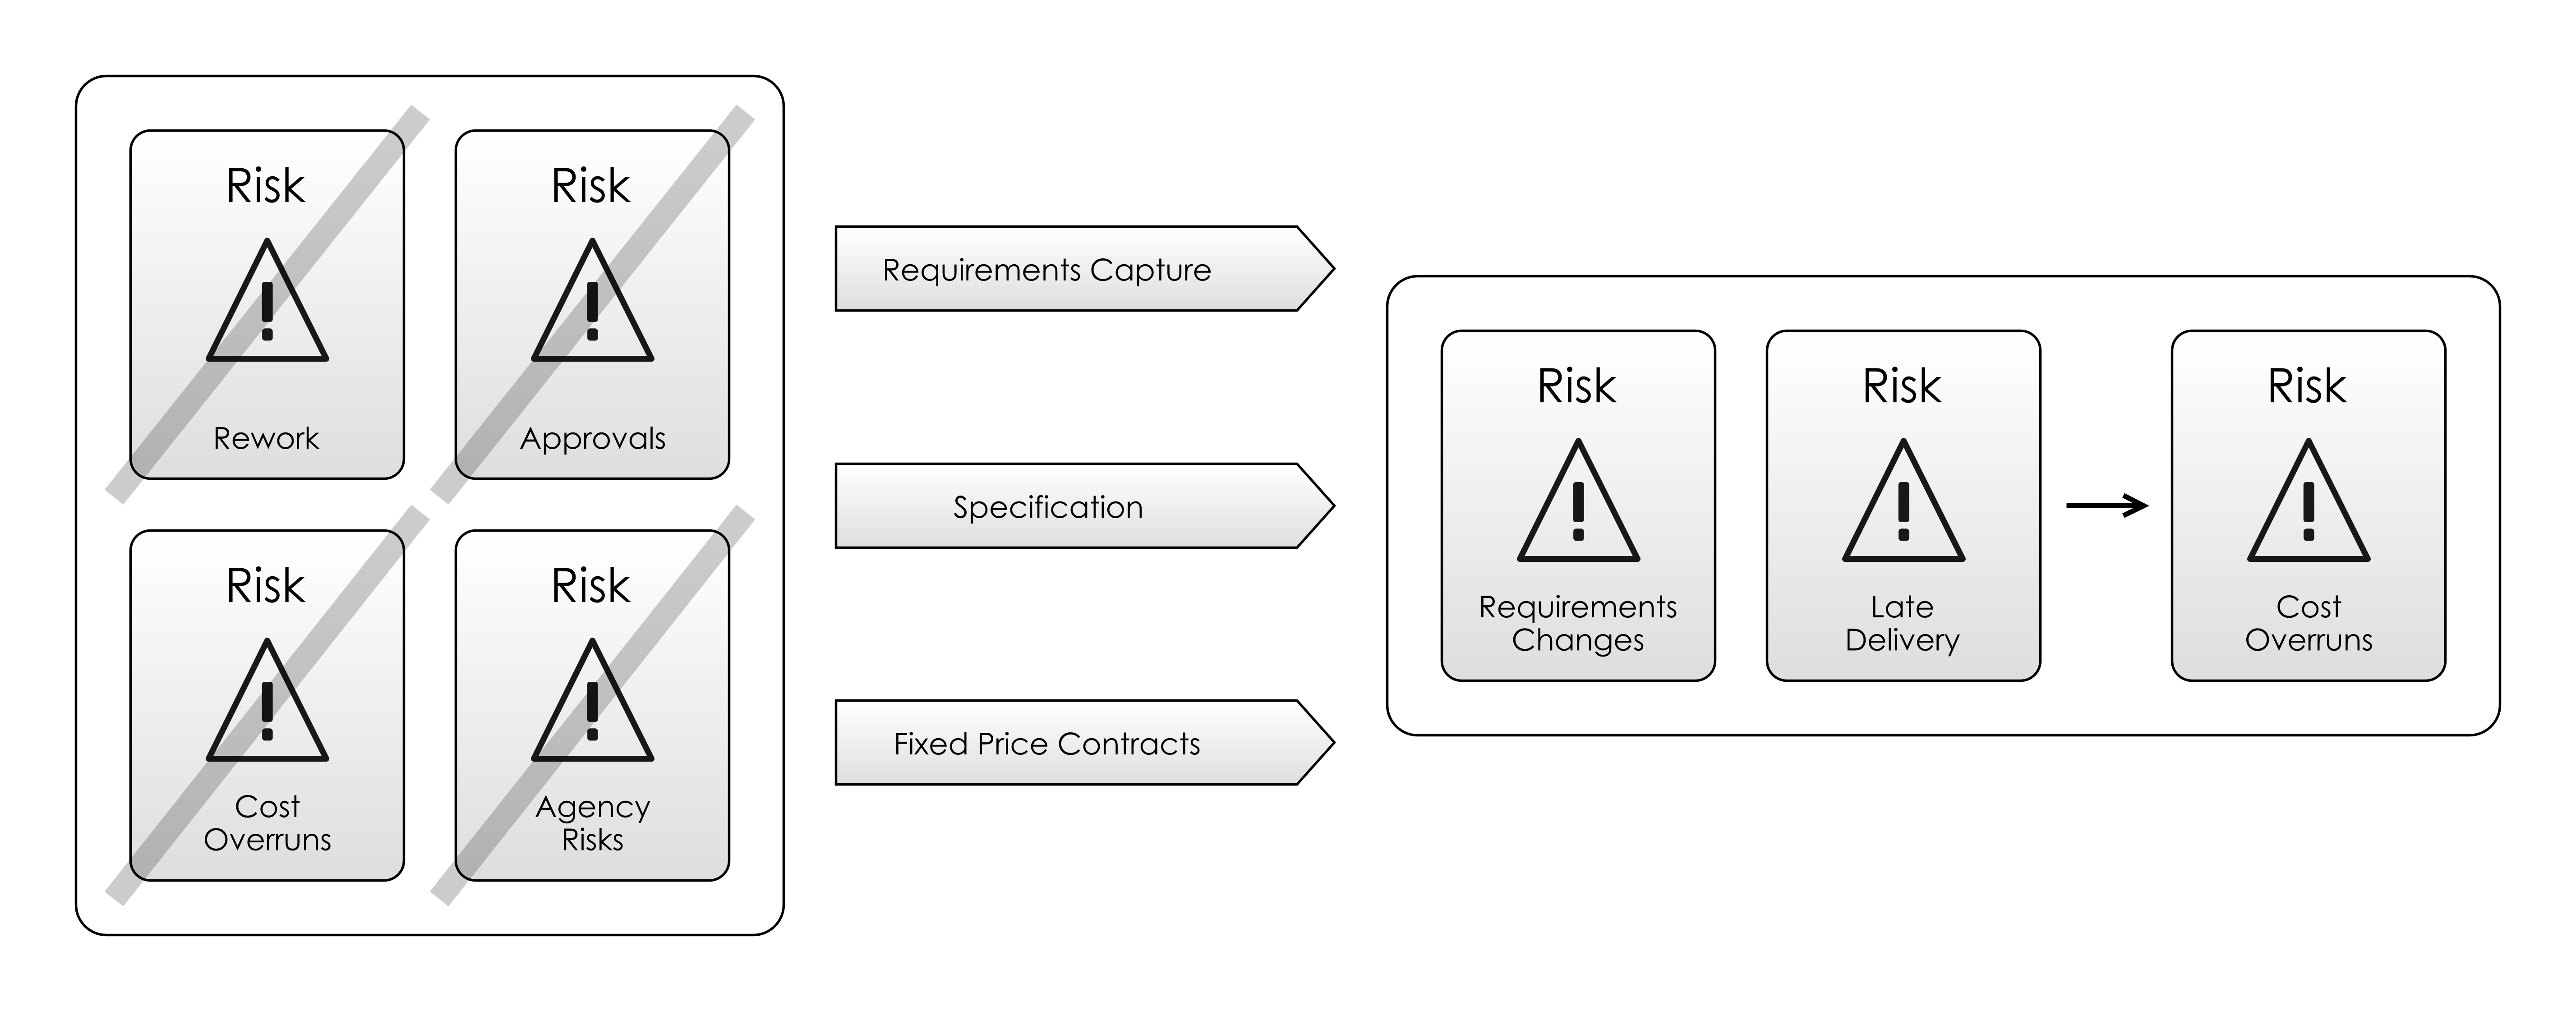 Risk
Rework
Risk
Approvals
Risk
Cost
Overruns
Risk
Agency
Risks
Requirements Capture
Specification
Fixed Price Contracts
Risk
Requirements
Changes
Risk
Late
Delivery
Risk
Cost
Overruns